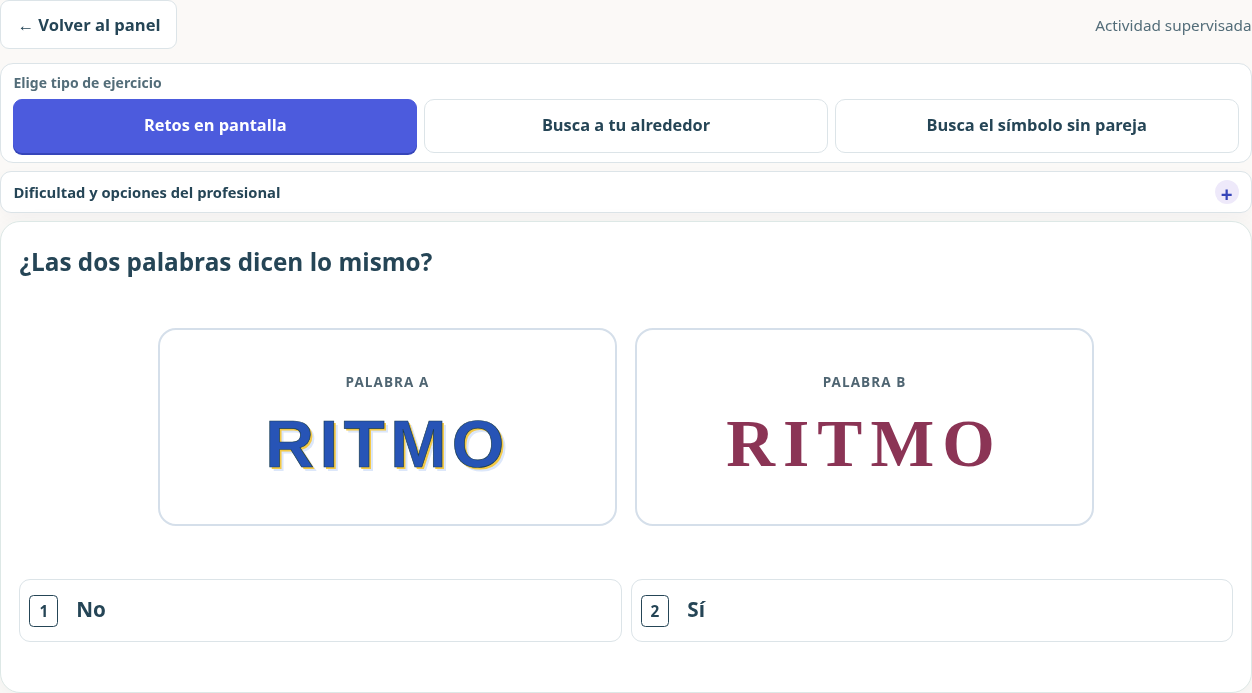 ← Volver al panel
Actividad supervisada
Elige tipo de ejercicio
Retos en pantalla
Busca a tu alrededor
Busca el símbolo sin pareja
Dificultad y opciones del profesional
+
¿Las dos palabras dicen lo mismo?
PALABRA A
RITMO
PALABRA B
RITMO
1 No
2 Sí